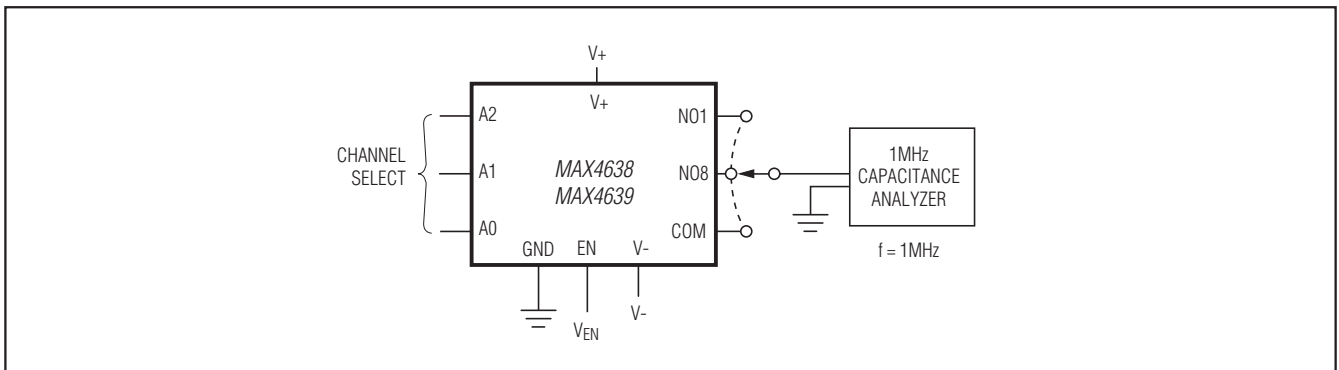 V+
V+
A2
NO1
CHANNEL
SELECT
A1
MAX4638
MAX4639
NO8
1MHz
CAPACITANCE
ANALYZER
A0
COM
GND
EN
V-
f = 1MHz
VEN
V-